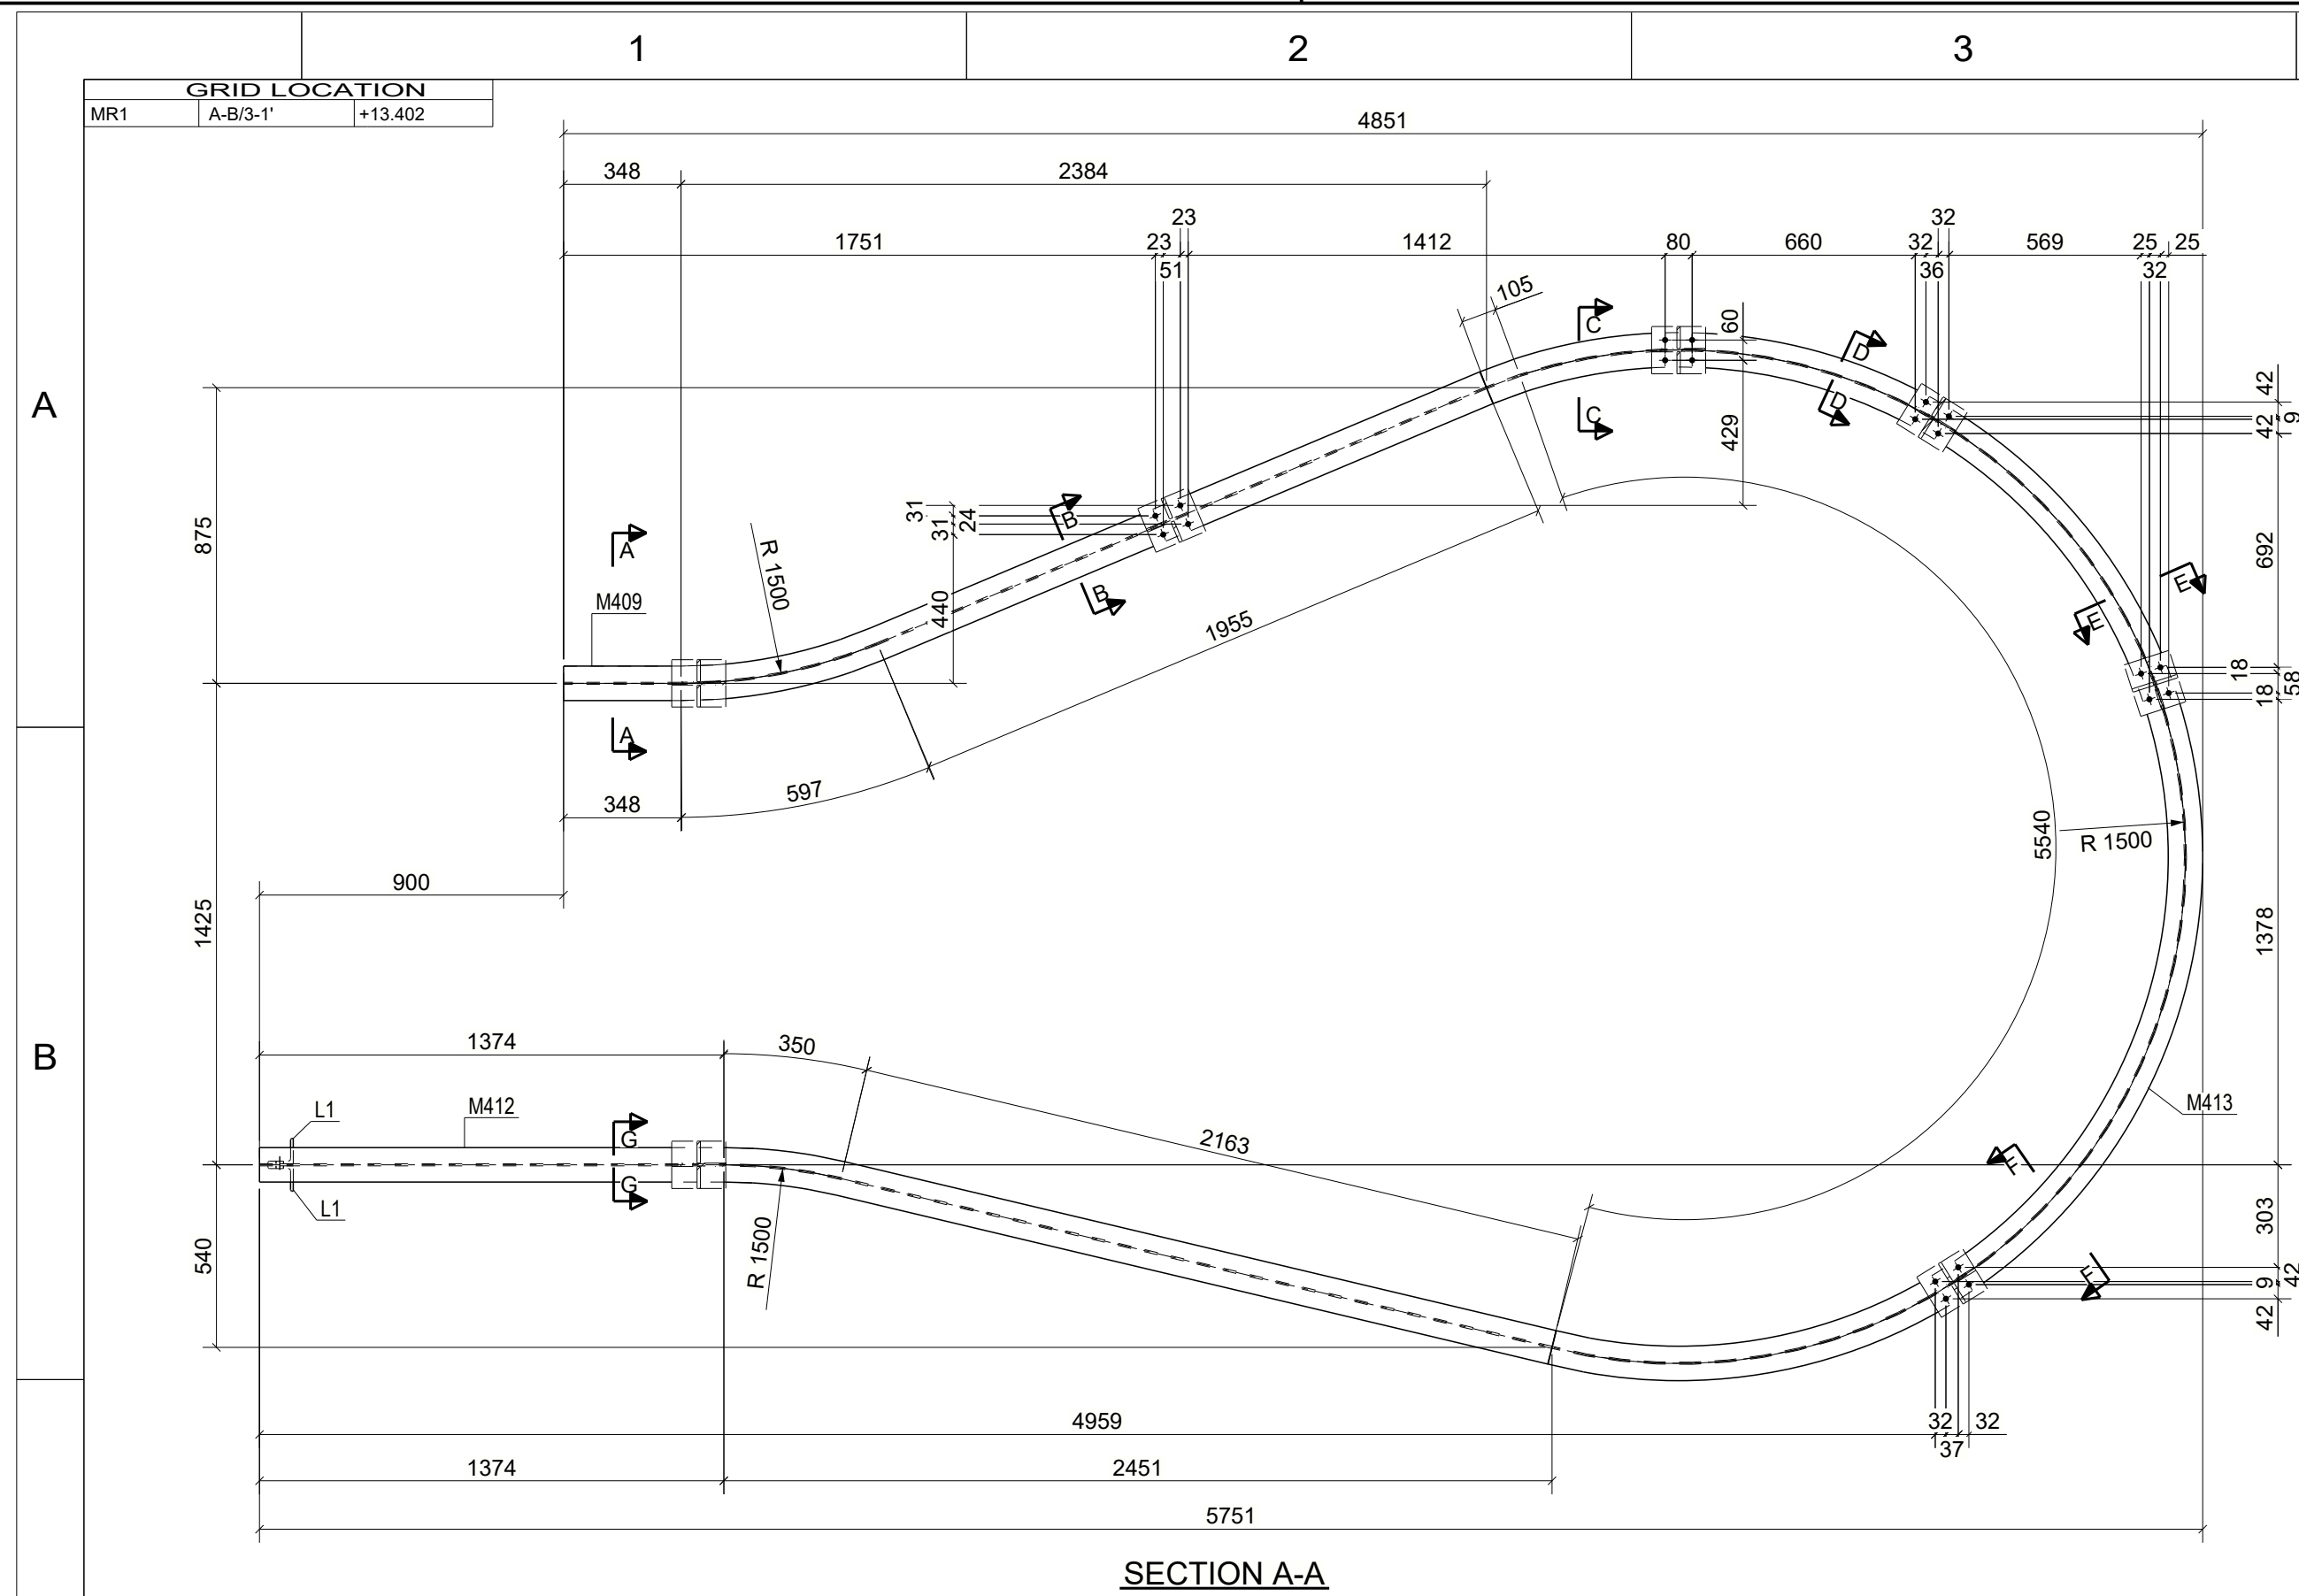 1
2
3
GRID LOCATION
MR1 A-B/3-1' +13.402
4851
348 2384
23 32
1751 23 1412 80 660 32 569 25 25
51 36 32
105
C
60
D
A
42
C
D
42 9
429
B
31
31 24
875
A
R 1500
692
E
M409
B
440
1955
E
18
18 58
A
348
597
5540
R 1500
900
1425
1378
1374
350
B
M413
L1
M412
G
2163
F
G
L1
303
540
R 1500
F
9 42
42
4959
32 32
37
1374
2451
5751
SECTION A-A